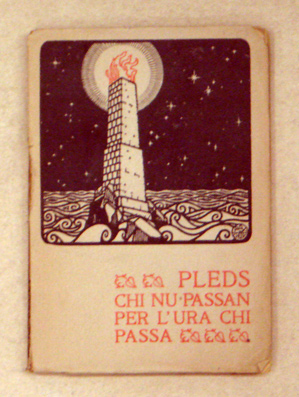 PLEDS
CHI NU·PASSAN
PER L'URA CHI
PASSA